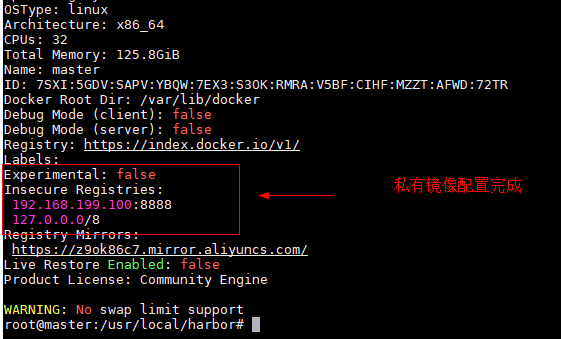 OSType: linux
Architecture: x86_64
CPUs: 32
Total Memory: 125.8GiB
Name: master
ID: 7SXI:5GDV:SAPV:YBQW:7EX3:S3OK:RMRA:V5BF:CIHF:MZZT:AFWD:72TR
Docker Root Dir: /var/lib/docker
Debug Mode (client): false
Debug Mode (server): false
Registry: https://index.docker.io/v1/
Labels:
Experimental: false
Insecure Registries:
192.168.199.100:8888
127.0.0.0/8
私有镜像配置完成
Registry Mirrors:
https://z9ok86c7.mirror.aliyuncs.com/
Live Restore Enabled: false
Product License: Community Engine
WARNING: No swap limit support
root@master:/usr/local/harbor#